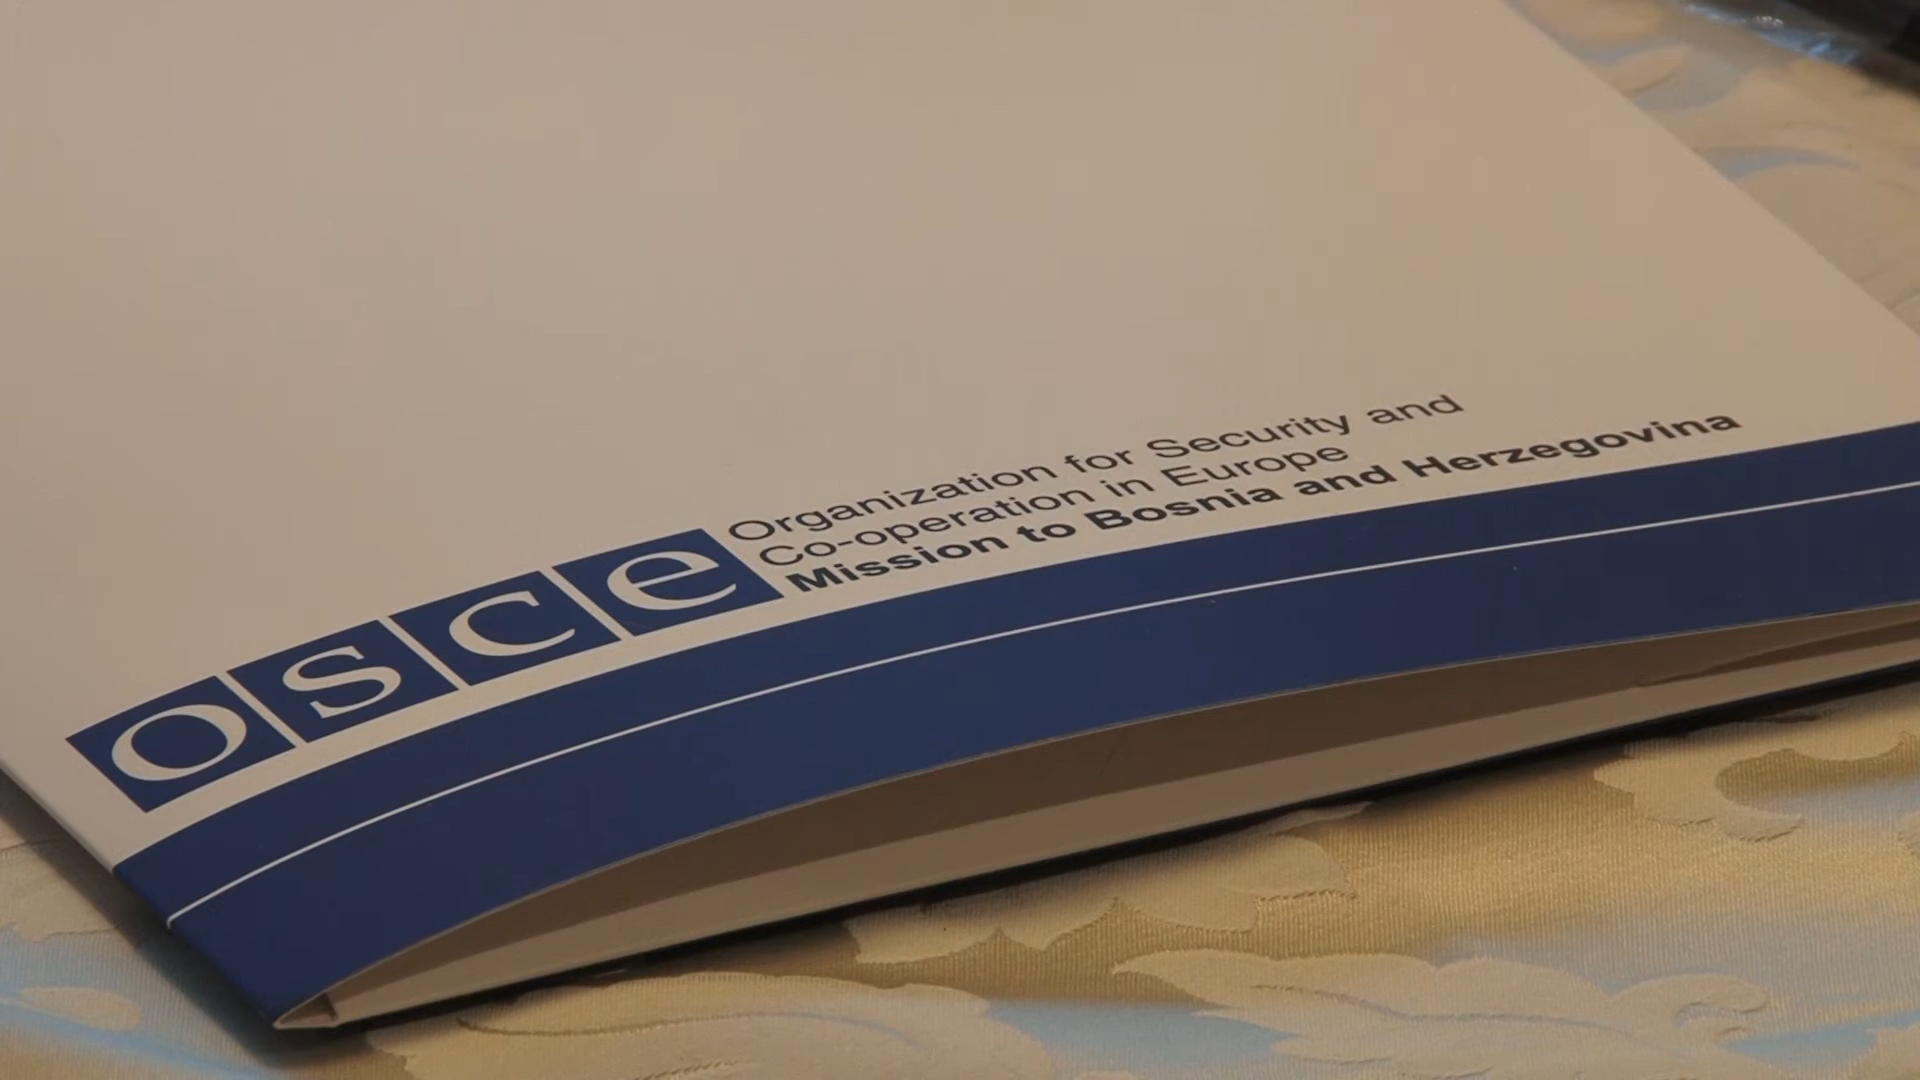 osce
Organization for Security and
Co-operation in Europe
Mission to Bosnia and Herzegovina